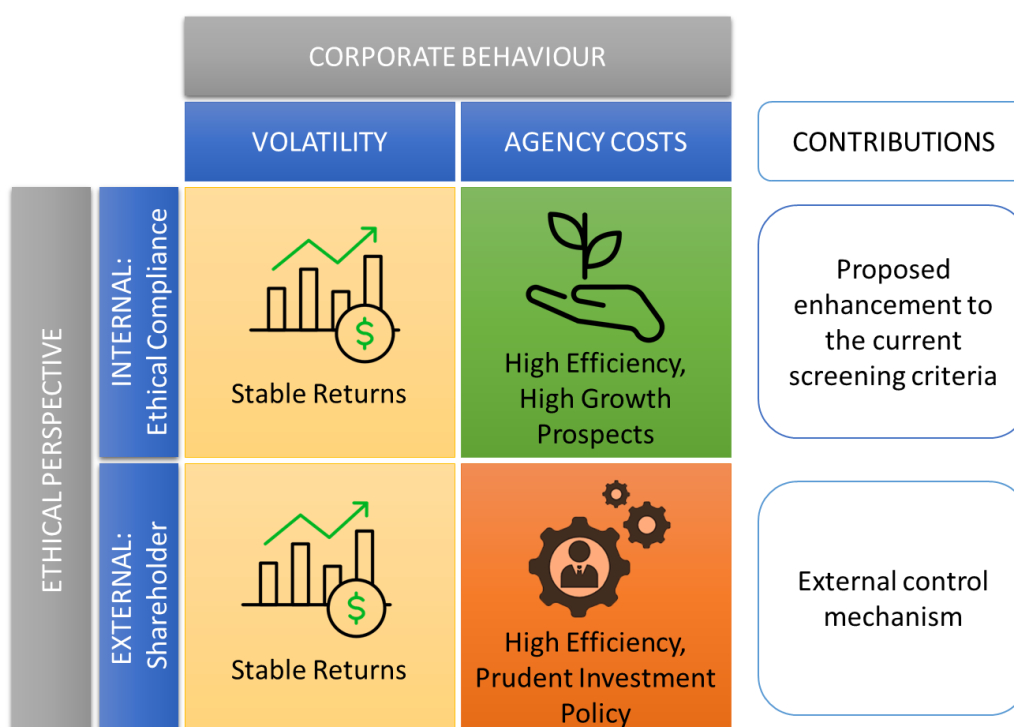 CORPORATE BEHAVIOUR
VOLATILITY
AGENCY COSTS
CONTRIBUTIONS
ETHICAL PERSPECTIVE
INTERNAL:
Ethical Compliance
$
Stable Returns
High Efficiency,
High Growth
Prospects
Proposed
enhancement to
the current
screening criteria
EXTERNAL:
Shareholder
$
Stable Returns
High Efficiency,
Prudent Investment
Policy
External control
mechanism